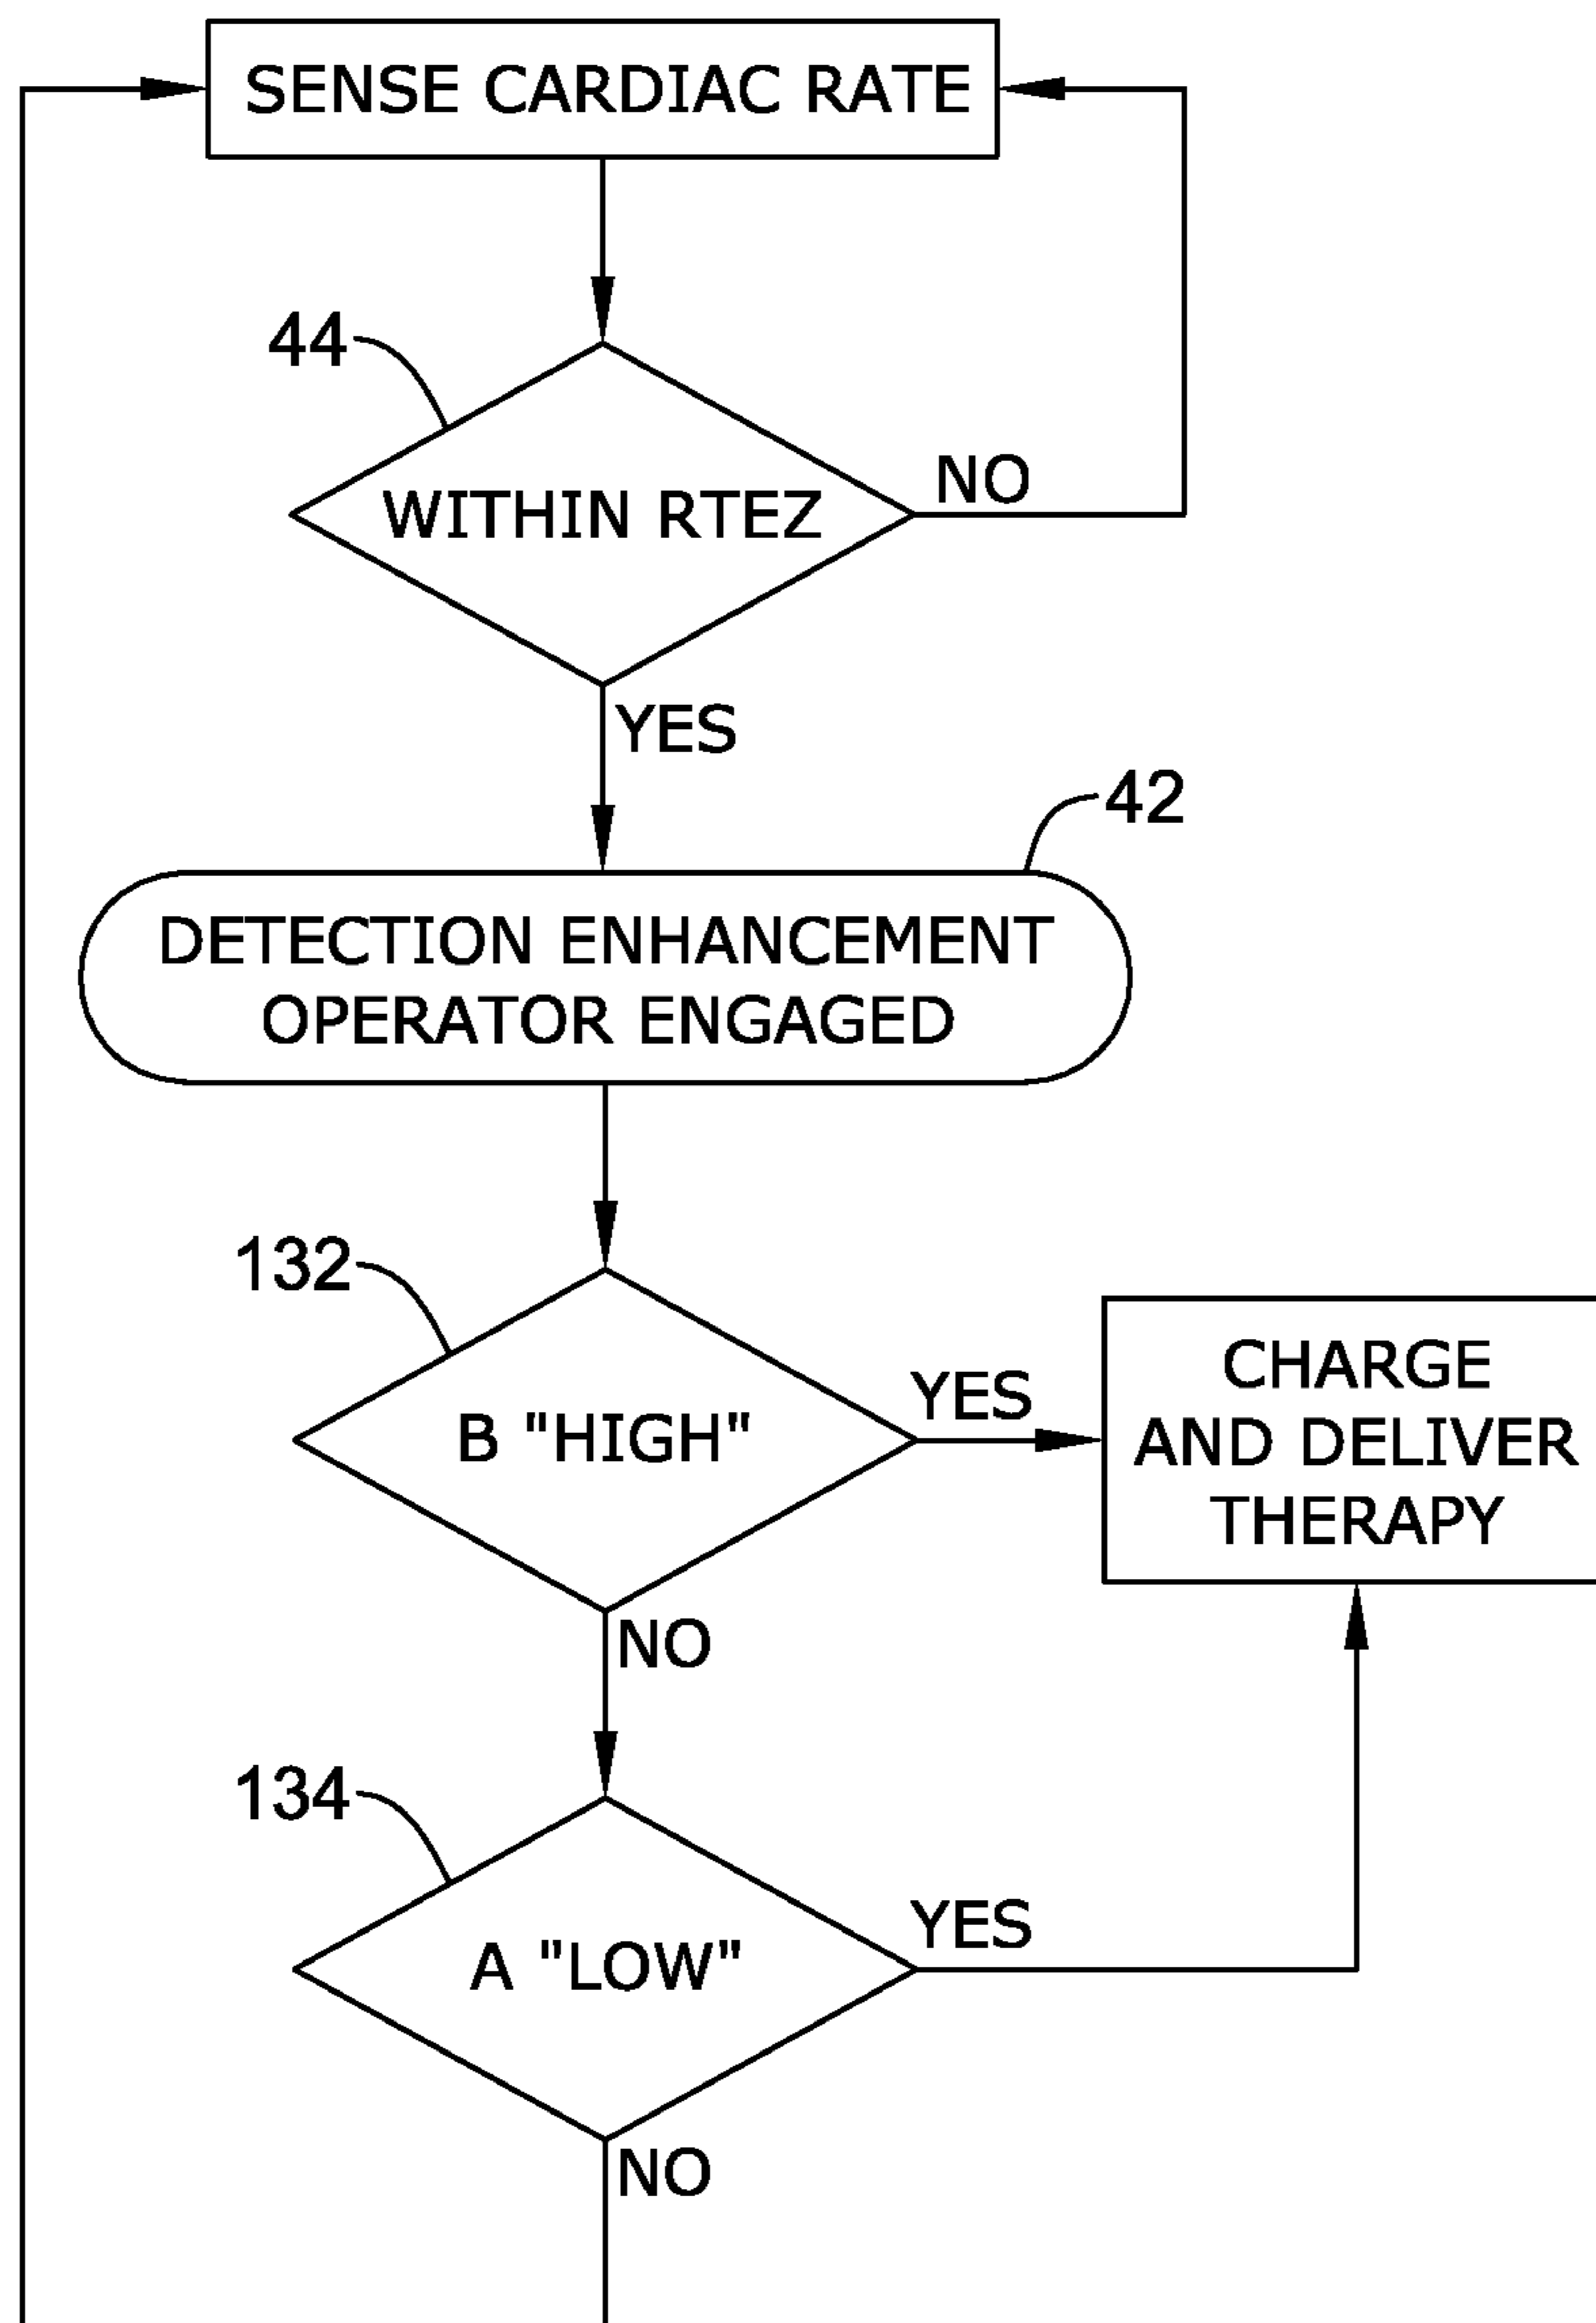 SENSE CARDIAC RATE
44
WITHIN RTEZ
NO
YES
42
DETECTION ENHANCEMENT
OPERATOR ENGAGED
132
B "HIGH"
YES
CHARGE
AND DELIVER
THERAPY
NO
134
A "LOW"
YES
NO